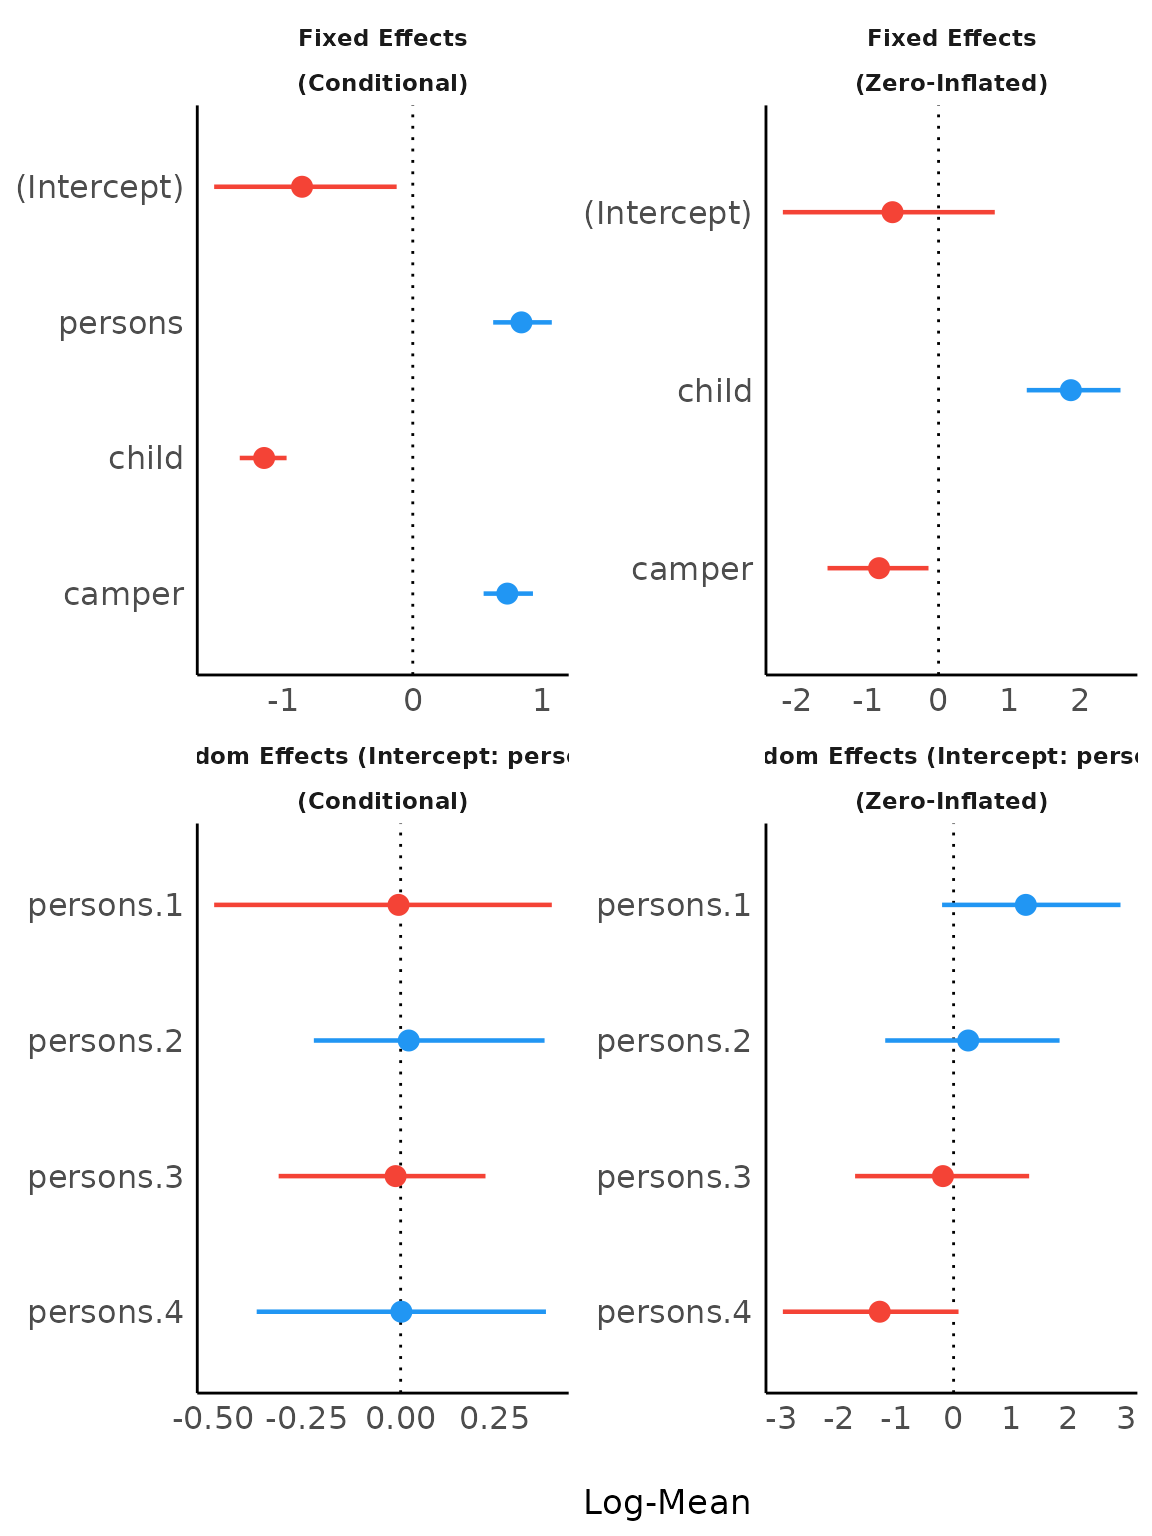 Fixed Effects
(Conditional)
(Intercept)
persons
child
camper
-1 0 1
Fixed Effects
(Zero-Inflated)
(Intercept)
child
camper
-2 -1 0 1 2
dom Effects (Intercept: pers
(Conditional)
persons.1
persons.2
persons.3
persons.4
-0.50 -0.25 0.00 0.25
dom Effects (Intercept: pers
(Zero-Inflated)
persons.1
persons.2
persons.3
persons.4
-3 -2 -1 0 1 2 3
Log-Mean